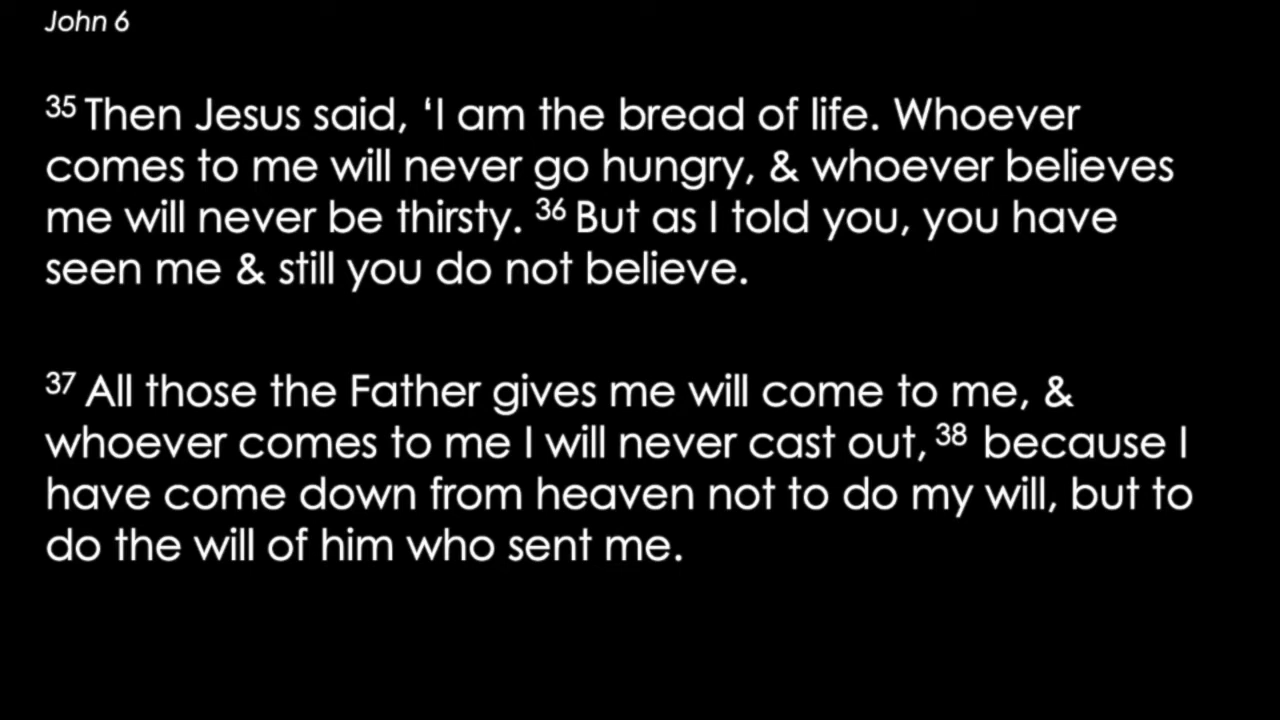 John 6
35 Then Jesus said, ‘I am the bread of life. Whoever
comes to me will never go hungry, & whoever believes
me will never be thirsty. 36 But as I told you, you have
seen me & still you do not believe.
37 All those the Father gives me will come to me, &
whoever comes to me I will never cast out, 38 because I
have come down from heaven not to do my will, but to
do the will of him who sent me.